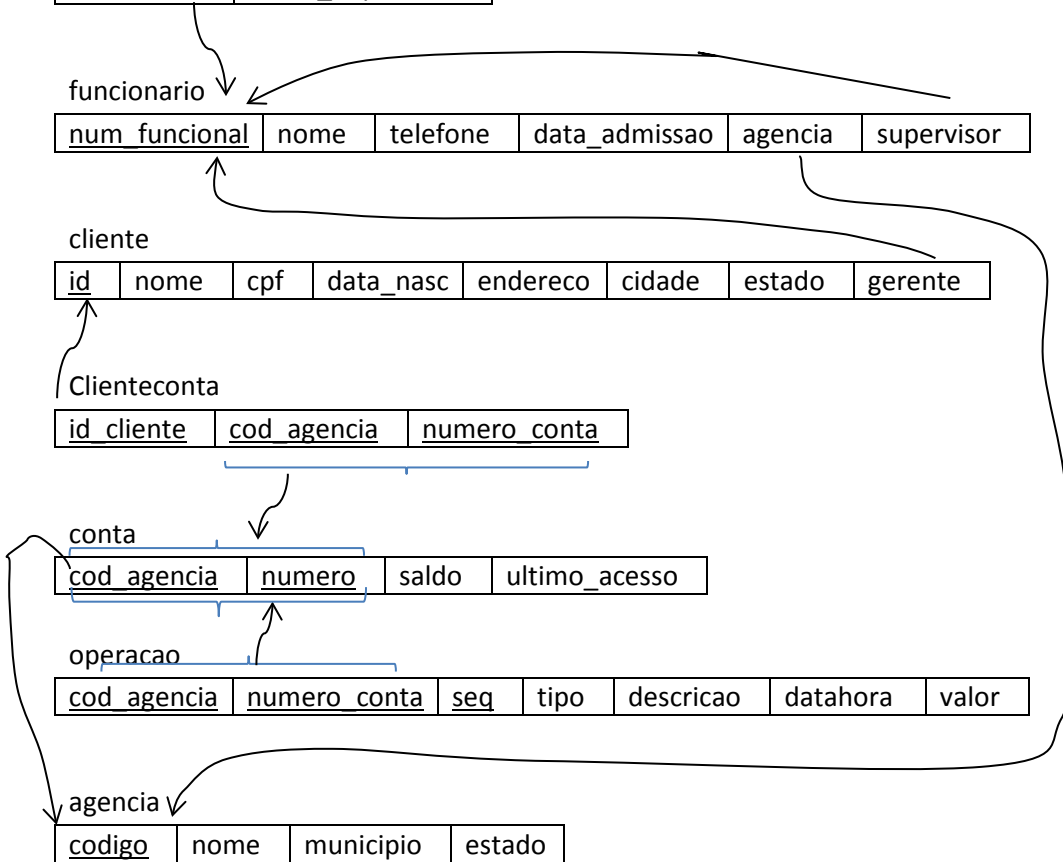 funcionario
num_funcional nome telefone data_admissao agencia supervisor
cliente
id nome cpf data_nasc endereco cidade estado gerente
Clienteconta
id_cliente cod_agencia numero_conta
conta
cod_agencia numero saldo ultimo_acesso
operacao
cod_agencia numero_conta seq tipo descricao datahora valor
agencia
codigo nome municipio estado